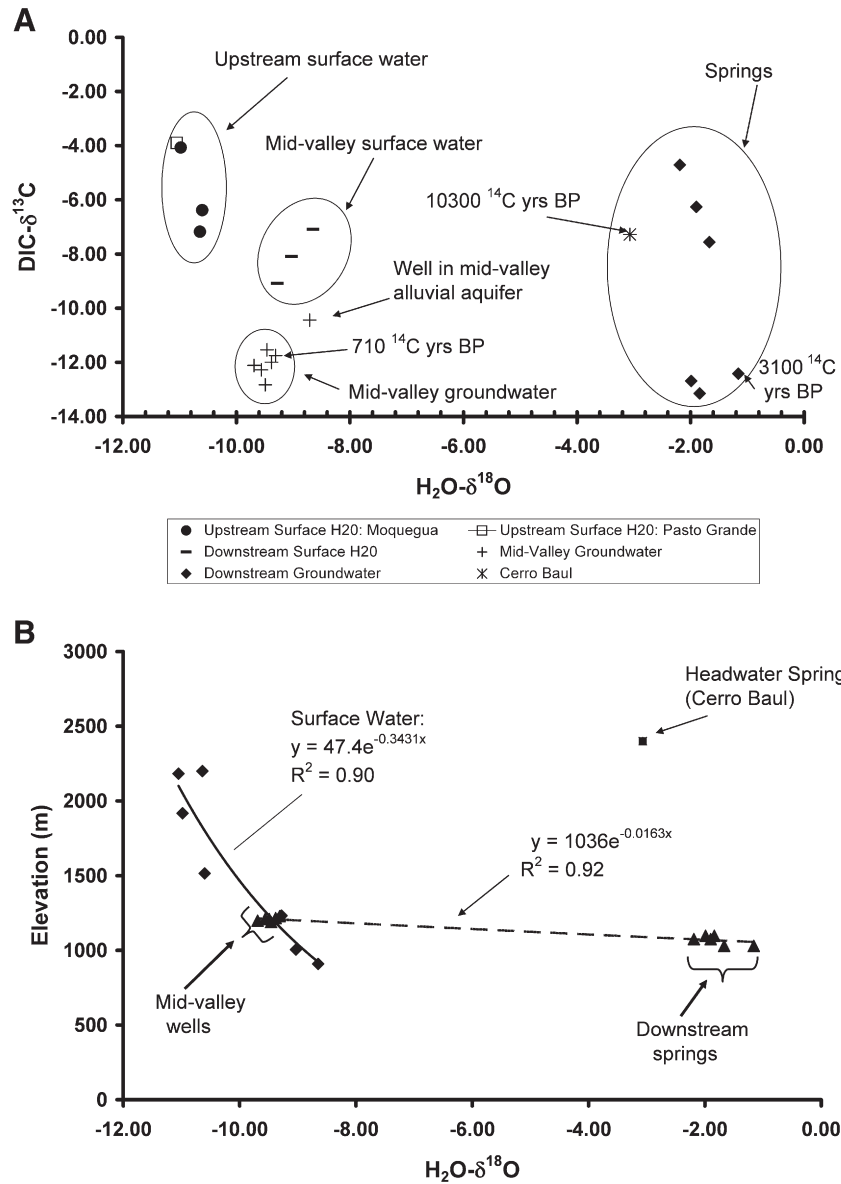 A
0.00
Upstream surface water
Springs
-2.00
-4.00
Mid-valley surface water
-6.00
10300 ¹⁴C yrs BP
DIC-δ¹³C
-8.00
Well in mid-valley
alluvial aquifer
-10.00
710 ¹⁴C yrs BP
-12.00
3100 ¹⁴C
yrs BP
Mid-valley groundwater
-14.00
-12.00 -10.00 -8.00 -6.00 -4.00 -2.00 0.00
H₂O-δ¹⁸O
Upstream Surface H20: Moquegua Upstream Surface H20: Pasto Grande
Downstream Surface H20 Mid-Valley Groundwater
Downstream Groundwater Cerro Baul
B
3000
Headwater Spring
(Cerro Baul)
Surface Water:
y = 47.4e^-0.3431x
R² = 0.90
2500
2000
y = 1036e^-0.0163x
R² = 0.92
1500
Elevation (m)
1000
Mid-valley
wells
500
Downstream
springs
0
-12.00 -10.00 -8.00 -6.00 -4.00 -2.00 0.00
H₂O-δ¹⁸O